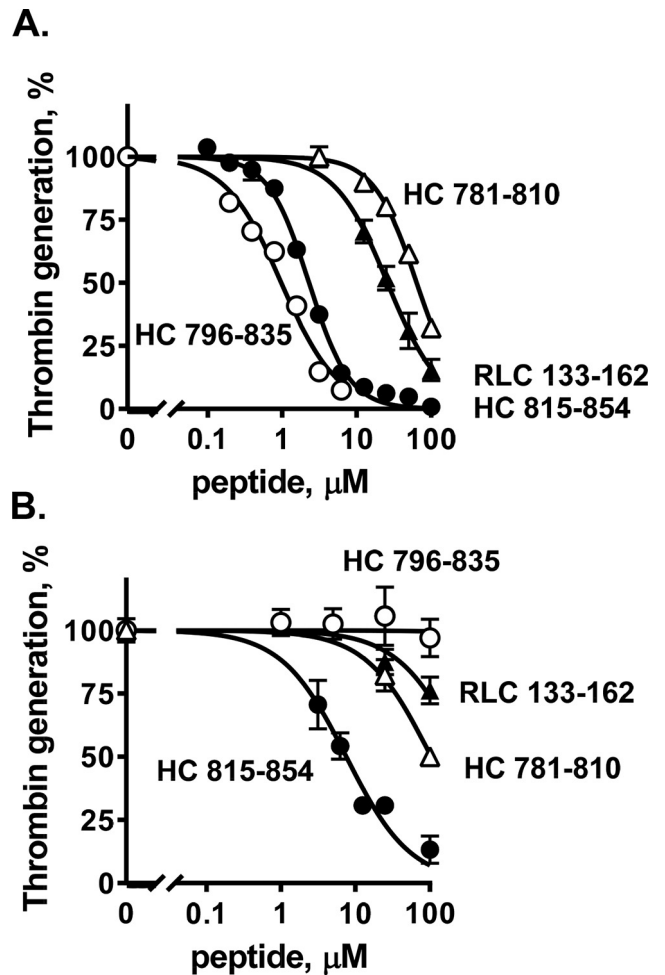 A.
Thrombin generation, %
100
75
50
25
0
HC 781-810
HC 796-835
RLC 133-162
HC 815-854
0 0.1 1 10 100
peptide, μM
B.
Thrombin generation, %
100
75
50
25
0
HC 796-835
RLC 133-162
HC 815-854
HC 781-810
0 0.1 1 10 100
peptide, μM